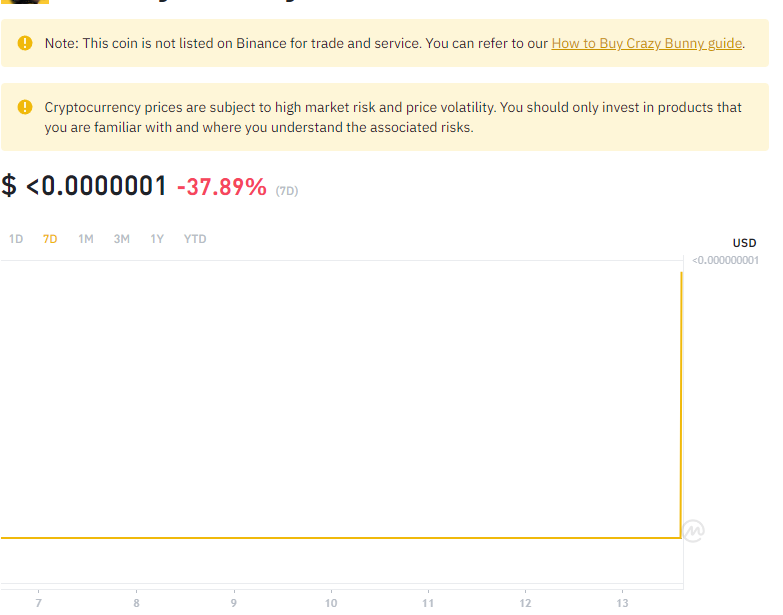 Note: This coin is not listed on Binance for trade and service. You can refer to our How to Buy Crazy Bunny guide.
Cryptocurrency prices are subject to high market risk and price volatility. You should only invest in products that
you are familiar with and where you understand the associated risks.
$ <0.0000001 -37.89% (7D)
1D 7D 1M 3M 1Y YTD
USD
<0.000000001
7 8 9 10 11 12 13